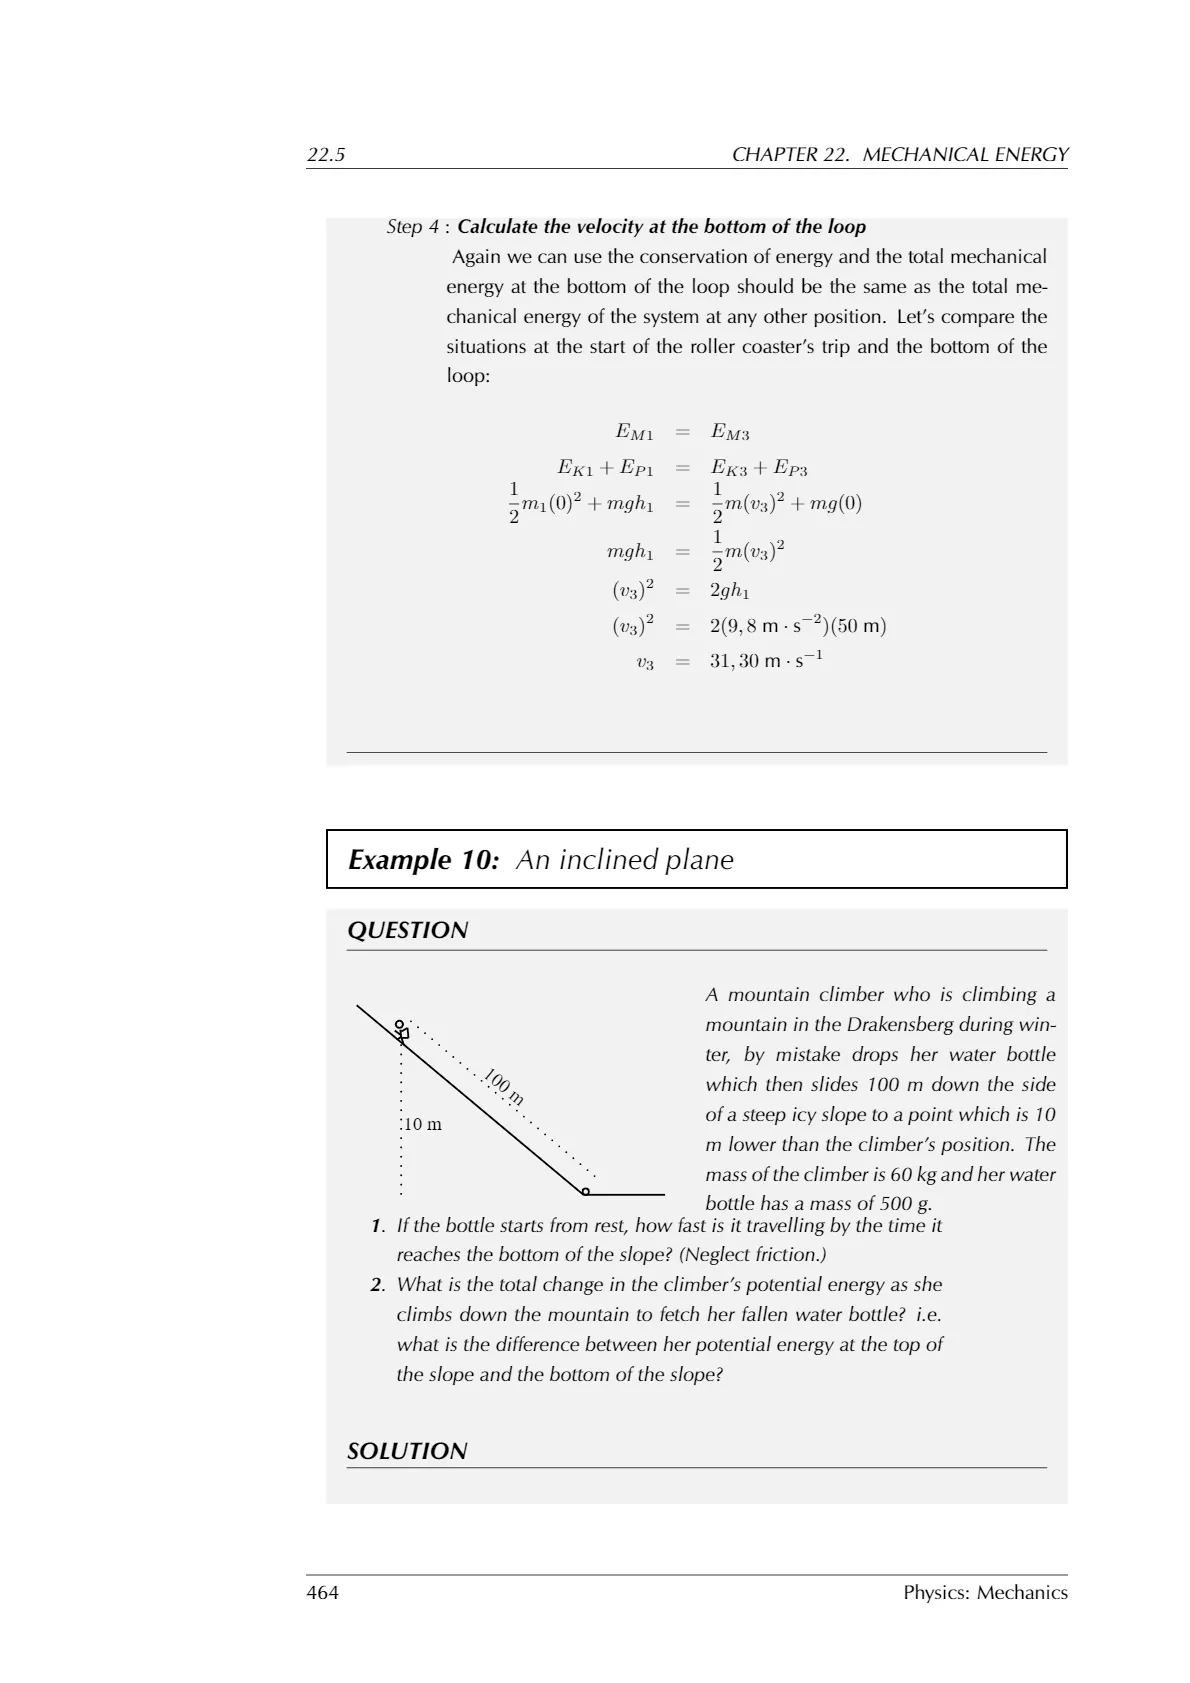 22.5 CHAPTER 22. MECHANICAL ENERGY
Step 4 : Calculate the velocity at the bottom of the loop
Again we can use the conservation of energy and the total mechanical
energy at the bottom of the loop should be the same as the total me-
chanical energy of the system at any other position. Let's compare the
situations at the start of the roller coaster's trip and the bottom of the
loop:
E_{M1} = E_{M3}
E_{K1} + E_{P1} = E_{K3} + E_{P3}
\frac{1}{2}m_1(0)^2 + mgh_1 = \frac{1}{2}m(v_3)^2 + mg(0)
mgh_1 = \frac{1}{2}m(v_3)^2
(v_3)^2 = 2gh_1
(v_3)^2 = 2(9,8 m · s^{-2})(50 m)
v_3 = 31,30 m · s^{-1}
Example 10: An inclined plane
QUESTION
100 m
10 m
A mountain climber who is climbing a
mountain in the Drakensberg during win-
ter, by mistake drops her water bottle
which then slides 100 m down the side
of a steep icy slope to a point which is 10
m lower than the climber's position. The
mass of the climber is 60 kg and her water
bottle has a mass of 500 g.
1. If the bottle starts from rest, how fast is it travelling by the time it
reaches the bottom of the slope? (Neglect friction.)
2. What is the total change in the climber's potential energy as she
climbs down the mountain to fetch her fallen water bottle? i.e.
what is the difference between her potential energy at the top of
the slope and the bottom of the slope?
SOLUTION
464 Physics: Mechanics